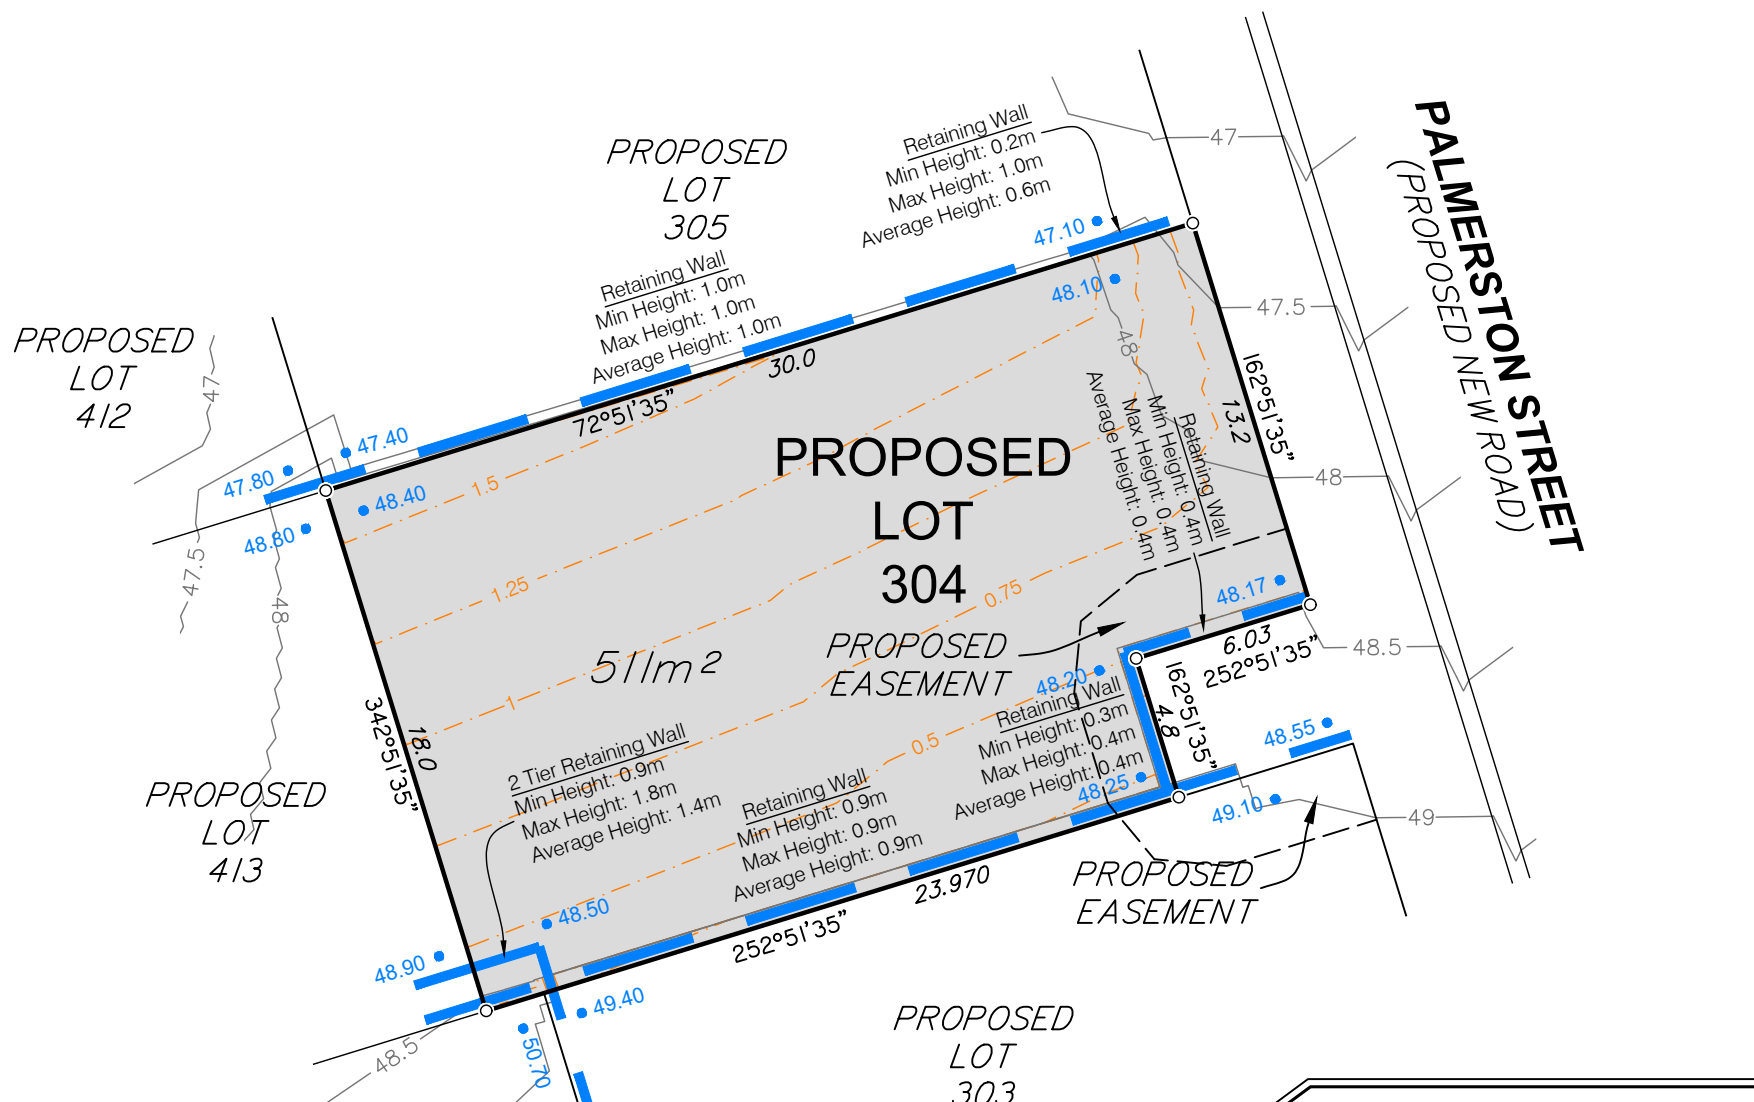 PROPOSED
LOT
305
Retaining Wall
Min Height: 0.2m
Max Height: 1.0m
Average Height: 0.6m
47
PALMERSTON STREET
(PROPOSED NEW ROAD)
47.10
48.10
47.5
48
Retaining Wall
Min Height: 1.0m
Max Height: 1.0m
Average Height: 1.0m
30.0
72°51'35"
PROPOSED
LOT
412
47
47.40
47.80
48.40
48.80
47.5
48
1.5
1.25
1
0.75
0.5
PROPOSED
LOT
304
511m²
162°51'35"
13.2
48
Retaining Wall
Min Height: 0.4m
Max Height: 0.4m
Average Height: 0.4m
PROPOSED
EASEMENT
48.17
6.03
252°51'35"
48.5
48.20
Retaining Wall
Min Height: 0.3m
Max Height: 0.4m
Average Height: 0.4m
162°51'35"
4.8
48.25
48.55
49.10
49
PROPOSED
EASEMENT
342°51'35"
18.0
PROPOSED
LOT
413
2 Tier Retaining Wall
Min Height: 0.9m
Max Height: 1.8m
Average Height: 1.4m
Retaining Wall
Min Height: 0.9m
Max Height: 0.9m
Average Height: 0.9m
23.970
252°51'35"
48.50
48.90
49.40
50.70
48.5
PROPOSED
LOT
303